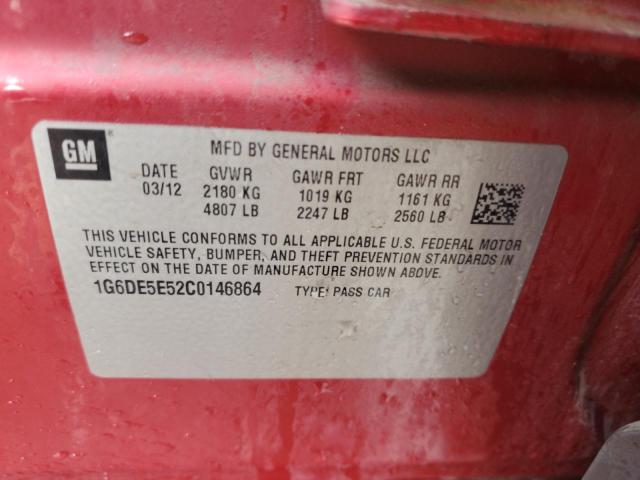 GM ®
MFD BY GENERAL MOTORS LLC
DATE GVWR GAWR FRT GAWR RR
03/12 2180 KG 1019 KG 1161 KG
4807 LB 2247 LB 2560 LB
THIS VEHICLE CONFORMS TO ALL APPLICABLE U.S. FEDERAL MOTOR
VEHICLE SAFETY, BUMPER, AND THEFT PREVENTION STANDARDS
IN EFFECT ON THE DATE OF MANUFACTURE SHOWN ABOVE.
1G6DE5E52C0146864 TYPE: PASS CAR